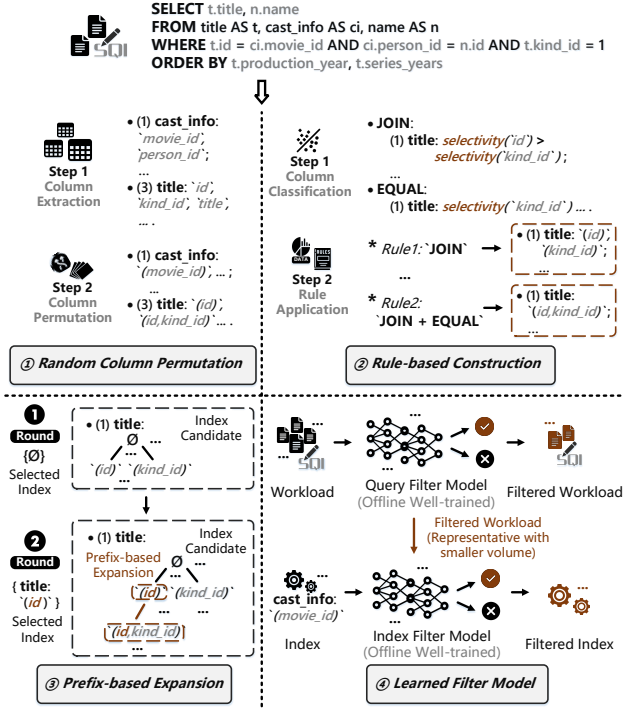 SELECT t.title, n.name
FROM title AS t, cast_info AS ci, name AS n
WHERE t.id = ci.movie_id AND ci.person_id = n.id AND t.kind_id = 1
ORDER BY t.production_year, t.series_years
SQl
• (1) cast_info:
`movie_id`,
`person_id`;
...
• (3) title: `id`,
`kind_id`, `title`,
... .
Step 1
Column
Extraction
• (1) cast_info:
`(movie_id)`, ... ;
...
• (3) title: `(id)`,
`(id,kind_id)` ... .
Step 2
Column
Permutation
① Random Column Permutation
Step 1
Column
Classification
• JOIN:
(1) title: selectivity(`id`) >
selectivity(`kind_id`);
...
• EQUAL:
(1) title: selectivity(`kind_id`) ... .
DATA
RULES
Step 2
Rule
Application
* Rule1: `JOIN`
...
* Rule2:
`JOIN + EQUAL`
• (1) title: `(id)`,
`(kind_id)`;
...
• (1) title:
`(id,kind_id)`;
...
② Rule-based Construction
1
Round
{Ø}
Selected
Index
• (1) title:
Index
Candidate
Ø
...
...
`(id)` `(kind_id)`
...
2
Round
{ title:
`(id)` }
Selected
Index
• (1) title:
Index
Candidate
Prefix-based
Expansion
Ø
...
...
`(id)` `(kind_id)`
...
`(id,kind_id)`
...
③ Prefix-based Expansion
...
SQl
Workload
...
Query Filter Model
(Offline Well-trained)
...
SQl
Filtered Workload
Filtered Workload
(Representative with
smaller volume)
...
cast_info:
`(movie_id)`
Index
...
Index Filter Model
(Offline Well-trained)
...
Filtered Index
④ Learned Filter Model